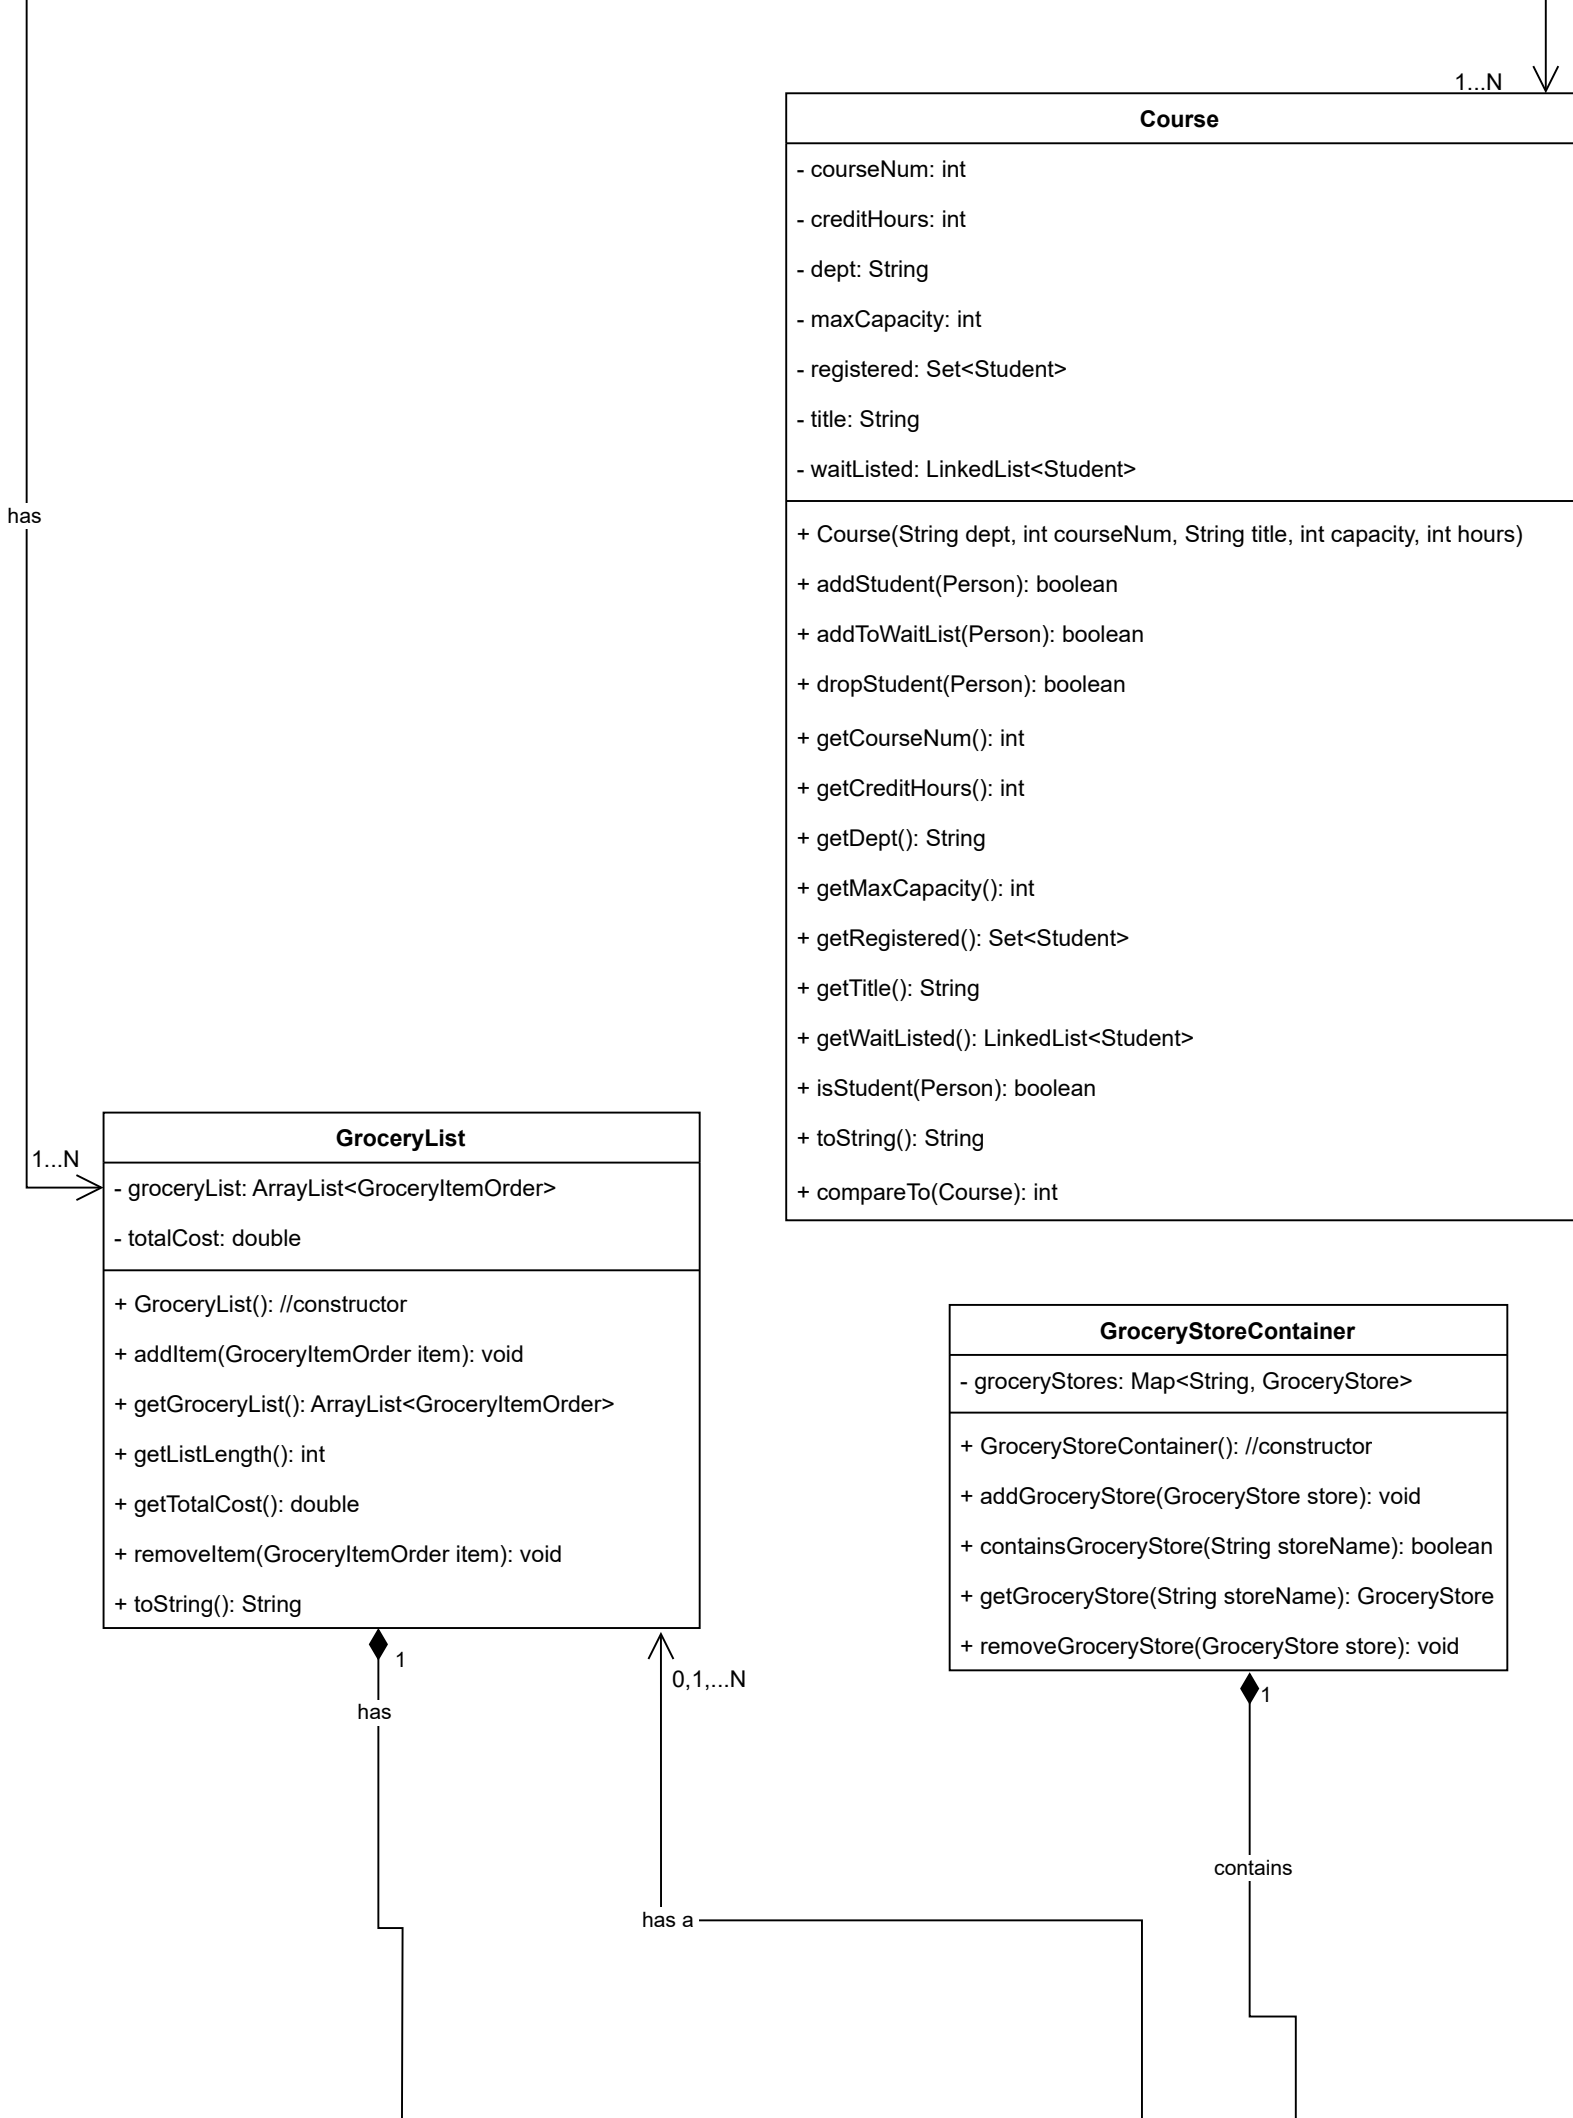 1...N
Course
- courseNum: int
- creditHours: int
- dept: String
- maxCapacity: int
- registered: Set<Student>
- title: String
- waitListed: LinkedList<Student>
+ Course(String dept, int courseNum, String title, int capacity, int hours)
+ addStudent(Person): boolean
+ addToWaitList(Person): boolean
+ dropStudent(Person): boolean
+ getCourseNum(): int
+ getCreditHours(): int
+ getDept(): String
+ getMaxCapacity(): int
+ getRegistered(): Set<Student>
+ getTitle(): String
+ getWaitListed(): LinkedList<Student>
+ isStudent(Person): boolean
+ toString(): String
+ compareTo(Course): int
has
1...N
GroceryList
- groceryList: ArrayList<GroceryItemOrder>
- totalCost: double
+ GroceryList(): //constructor
+ addItem(GroceryItemOrder item): void
+ getGroceryList(): ArrayList<GroceryItemOrder>
+ getListLength(): int
+ getTotalCost(): double
+ removeItem(GroceryItemOrder item): void
+ toString(): String
1
has
0,1,...N
has a
GroceryStoreContainer
- groceryStores: Map<String, GroceryStore>
+ GroceryStoreContainer(): //constructor
+ addGroceryStore(GroceryStore store): void
+ containsGroceryStore(String storeName): boolean
+ getGroceryStore(String storeName): GroceryStore
+ removeGroceryStore(GroceryStore store): void
1
contains